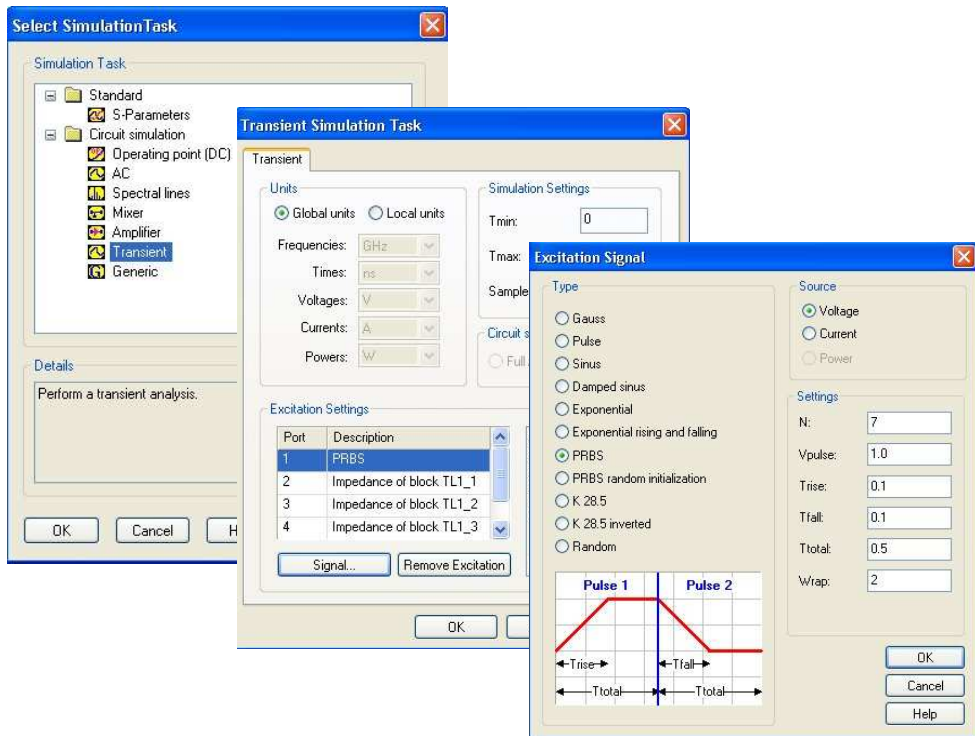 Select SimulationTask
Simulation Task
Standard
S-Parameters
Circuit simulation
Operating point (DC)
AC
Spectral lines
Mixer
Amplifier
Transient
Generic
Details
Perform a transient analysis.
OK Cancel H
Transient Simulation Task
Transient
Units
Global units Local units
Frequencies: GHz
Times: ns
Voltages: V
Currents: A
Powers: W
Simulation Settings
Tmin: 0
Tmax:
Sample
Circuit s
Full
Excitation Settings
Port Description
1 PRBS
2 Impedance of block TL1_1
3 Impedance of block TL1_2
4 Impedance of block TL1_3
Signal... Remove Excitation
OK
Excitation Signal
Type
Gauss
Pulse
Sinus
Damped sinus
Exponential
Exponential rising and falling
PRBS
PRBS random initialization
K 28.5
K 28.5 inverted
Random
Pulse 1 Pulse 2
Trise Tfall
Ttotal Ttotal
Source
Voltage
Current
Power
Settings
N: 7
Vpulse: 1.0
Trise: 0.1
Tfall: 0.1
Ttotal: 0.5
Wrap: 2
OK
Cancel
Help